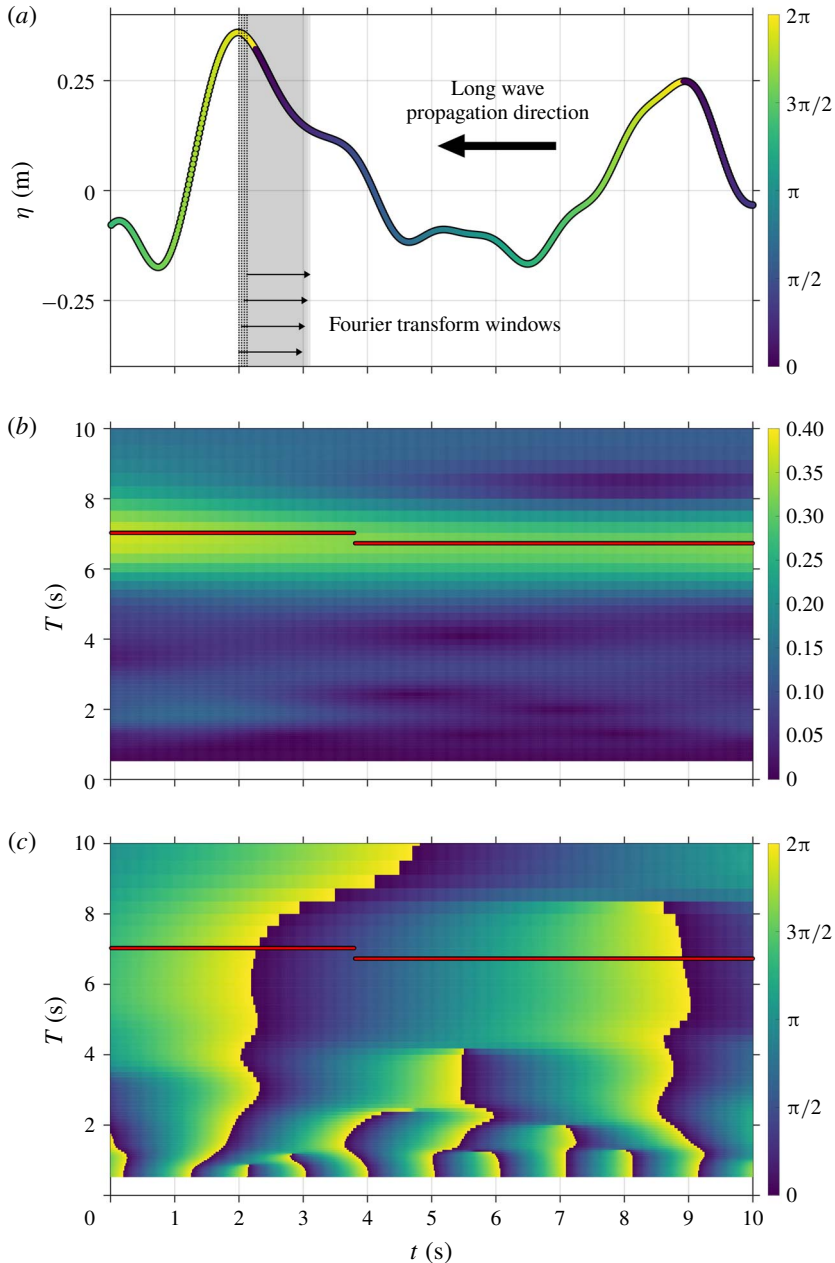 (a)
2π
3π/2
π
π/2
0
0.25
0
−0.25
η (m)
Long wave
propagation direction
Fourier transform windows
(b)
10
8
6
4
2
0
T (s)
0.40
0.35
0.30
0.25
0.20
0.15
0.10
0.05
0
(c)
10
8
6
4
2
0
T (s)
2π
3π/2
π
π/2
0
1
2
3
4
5
6
7
8
9
10
t (s)